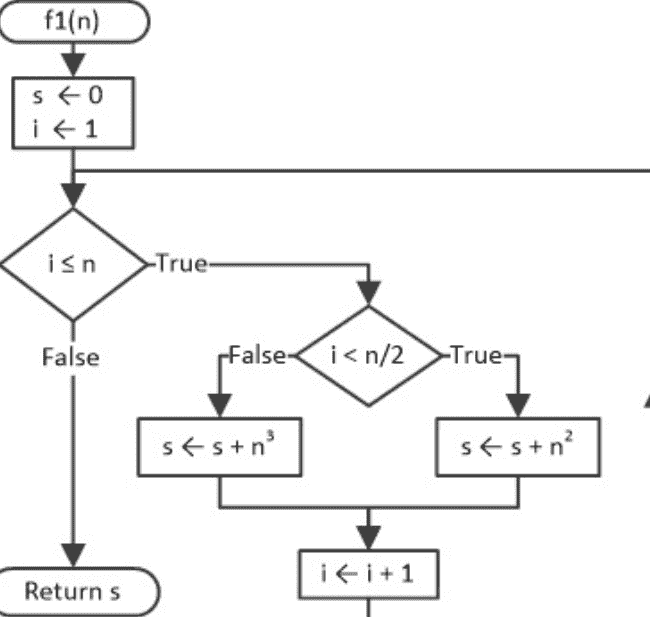 f1(n)
s ← 0
i ← 1
i ≤ n
True
False
i < n/2
False
True
s ← s + n³
s ← s + n²
i ← i + 1
Return s